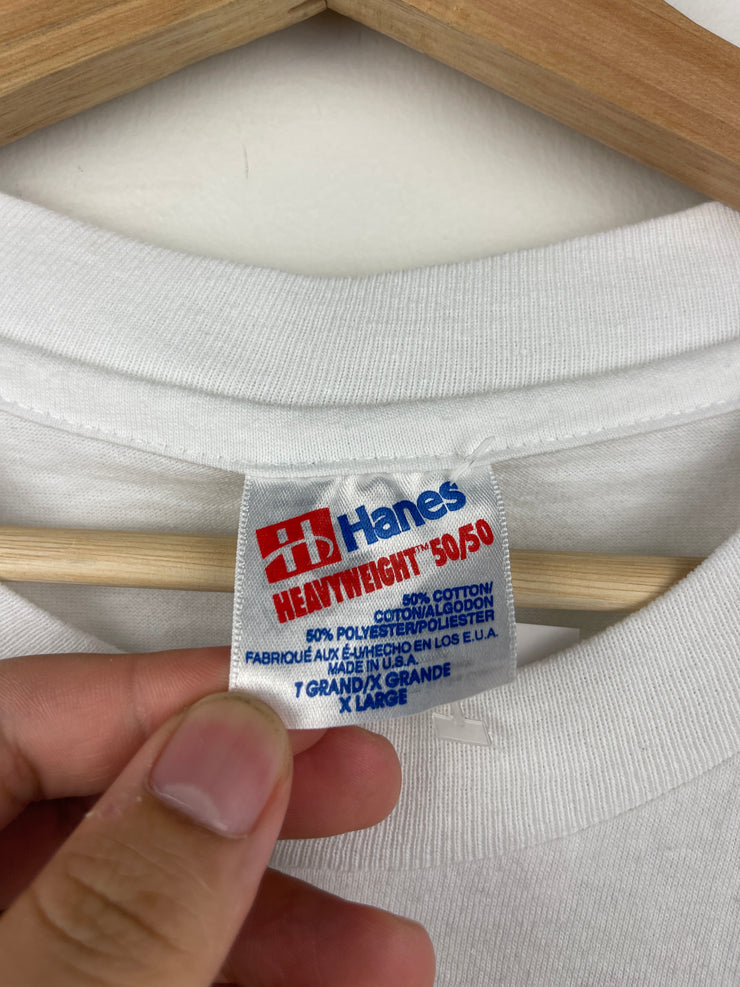 Hanes
HEAVYWEIGHT™ 50/50
50% COTTON/
COTON/ALGODON
50% POLYESTER/POLIESTER
FABRIQUÉ AUX É-U/HECHO EN LOS E.U.A.
MADE IN U.S.A.
T GRAND/X GRANDE
X LARGE